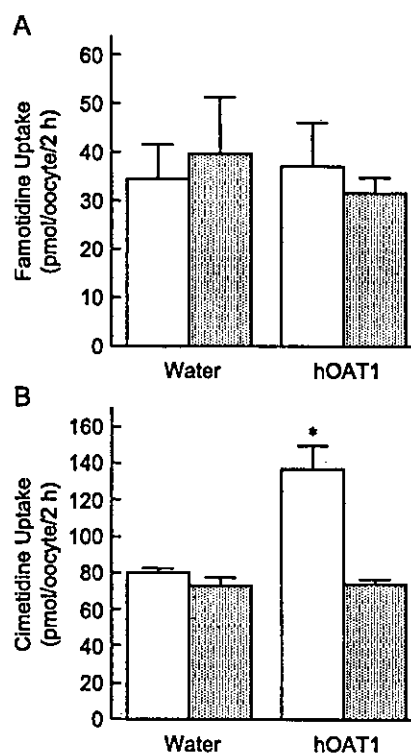 A
Famotidine Uptake
(pmol/oocyte/2 h)
60
50
40
30
20
10
0
Water
hOAT1
B
Cimetidine Uptake
(pmol/oocyte/2 h)
160
140
120
100
80
60
40
20
0
*
Water
hOAT1